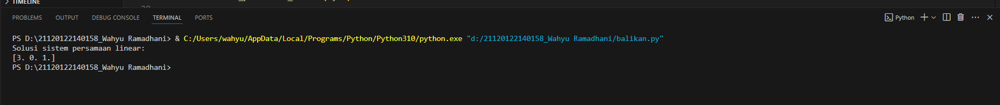 TIMELINE
PROBLEMS OUTPUT DEBUG CONSOLE TERMINAL PORTS Python
PS D:\21120122140158_Wahyu Ramadhani> & C:/Users/wahyu/AppData/Local/Programs/Python/Python310/python.exe "d:/21120122140158_Wahyu Ramadhani/balikan.py"
Solusi sistem persamaan linear:
[3. 0. 1.]
PS D:\21120122140158_Wahyu Ramadhani>